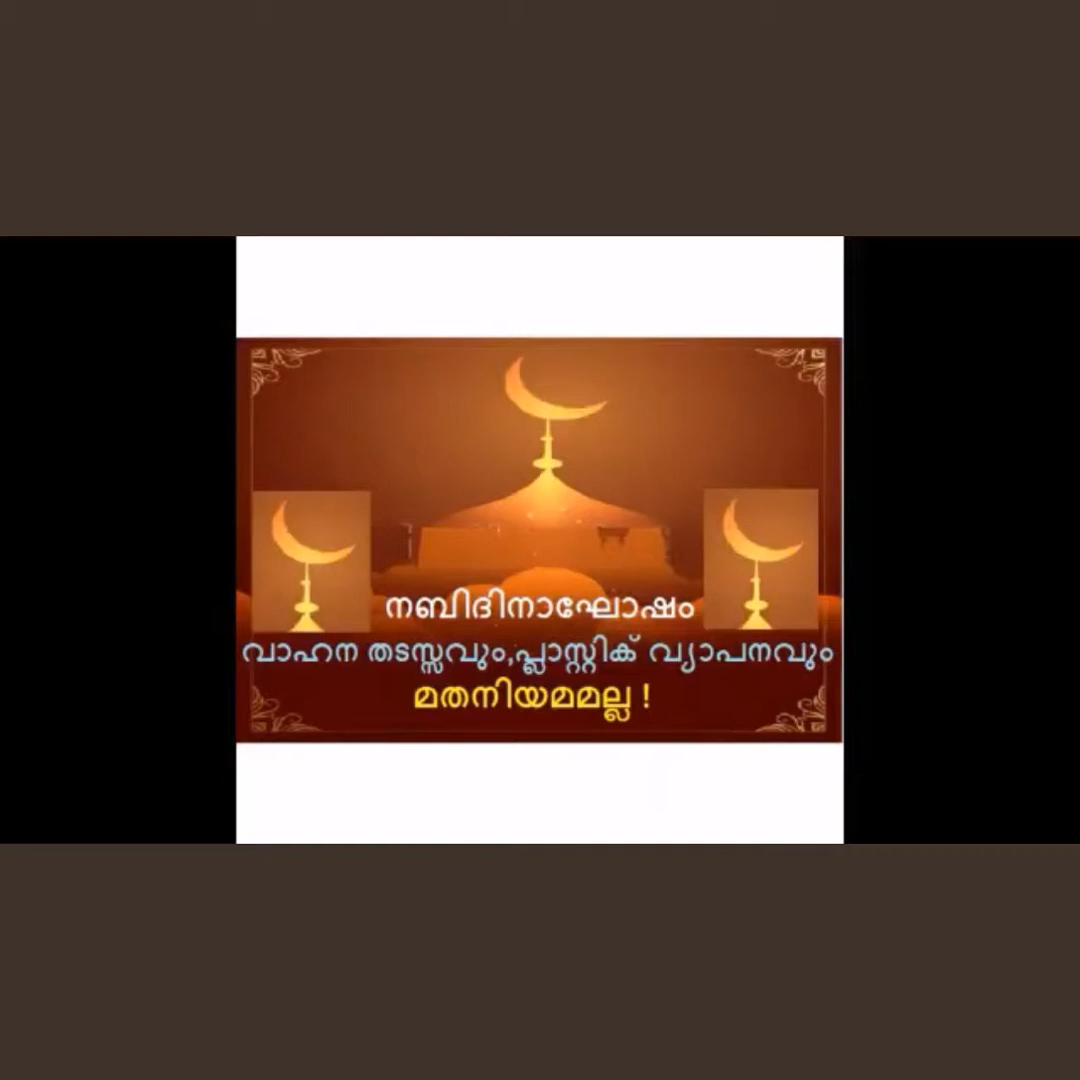 നബിദിനാഘോഷം
വാഹന തടസ്സവും,പ്ലാസ്റ്റിക് വ്യാപനവും
മതനിയമമല്ല !